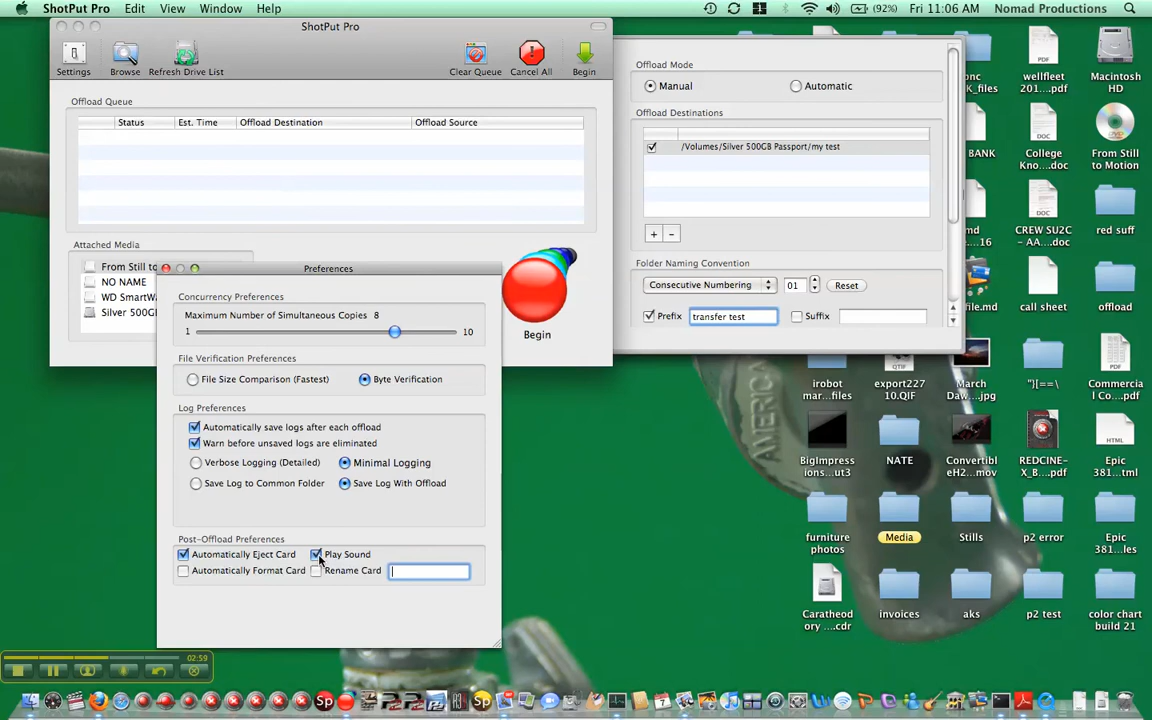 ShotPut Pro Edit View Window Help
(92%) Fri 11:06 AM Nomad Productions
ShotPut Pro
Settings Browse Refresh Drive List Clear Queue Cancel All Begin
Offload Queue
Status Est. Time Offload Destination Offload Source
Attached Media
From Still to
NO NAME
WD SmartWa
Silver 500G
Begin
Offload Mode
Manual Automatic
Offload Destinations
/Volumes/Silver 500GB Passport/my test
+ -
Folder Naming Convention
Consecutive Numbering 01 Reset
Prefix transfer test Suffix
Preferences
Concurrency Preferences
Maximum Number of Simultaneous Copies 8
1 10
File Verification Preferences
File Size Comparison (Fastest) Byte Verification
Log Preferences
Automatically save logs after each offload
Warn before unsaved logs are eliminated
Verbose Logging (Detailed) Minimal Logging
Save Log to Common Folder Save Log With Offload
Post-Offload Preferences
Automatically Eject Card Play Sound
Automatically Format Card Rename Card
wellfleet
201....pdf
Macintosh
HD
BANK
College
Kno...DOC
From Still
to Motion
CREW SU2C
- AA...doc
red suff
file.md
call sheet
offload
irobot
mar...files
export227
10.QIF
March
Daw....jpg
"}[==\
Commercia
l Co...pdf
BigImpress
ions...ut3
NATE
Convertibl
eH2...mov
REDCINE-
X_B...PDF
Epic
381...tml
furniture
photos
Media
Stills
p2 error
Epic
381...les
Caratheod
ory ....cdr
invoices
aks
p2 test
color chart
build 21
02:59